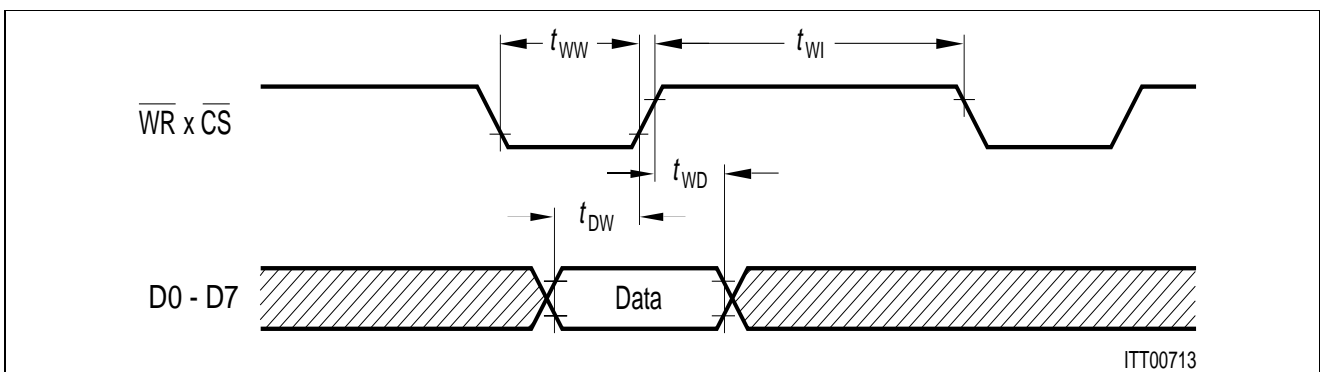 tWW
tWI
WR x CS
tWD
tDW
D0 - D7
Data
ITT00713